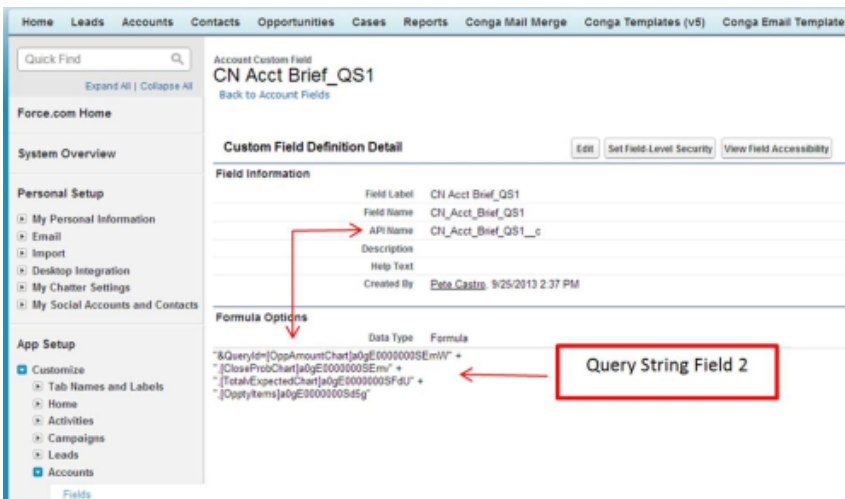 Home Leads Accounts Contacts Opportunities Cases Reports Conga Mail Merge Conga Templates (v5) Conga Email Template
Quick Find
Expand All | Collapse All
Force.com Home
System Overview
Personal Setup
My Personal Information
Email
Import
Desktop Integration
My Chatter Settings
My Social Accounts and Contacts
App Setup
Customize
Tab Names and Labels
Home
Activities
Campaigns
Leads
Accounts
Fields
Account Custom Field
CN Acct Brief_QS1
Back to Account Fields
Custom Field Definition Detail
Edit Set Field-Level Security View Field Accessibility
Field Information
Field Label CN Acct Brief_QS1
Field Name CN_Acct_Brief_QS1
API Name CN_Acct_Brief_QS1__c
Description
Help Text
Created By Pete Castro, 9/25/2013 2:37 PM
Formula Options
Data Type Formula
"&QueryId=[OppAmountChart]a0gE0000000SEmW" +
",[CloseProbChart]a0gE0000000SEmv" +
",[TotalvExpectedChart]a0gE0000000SFdU" +
",[OpptyItems]a0gE0000000Sd5g"
Query String Field 2